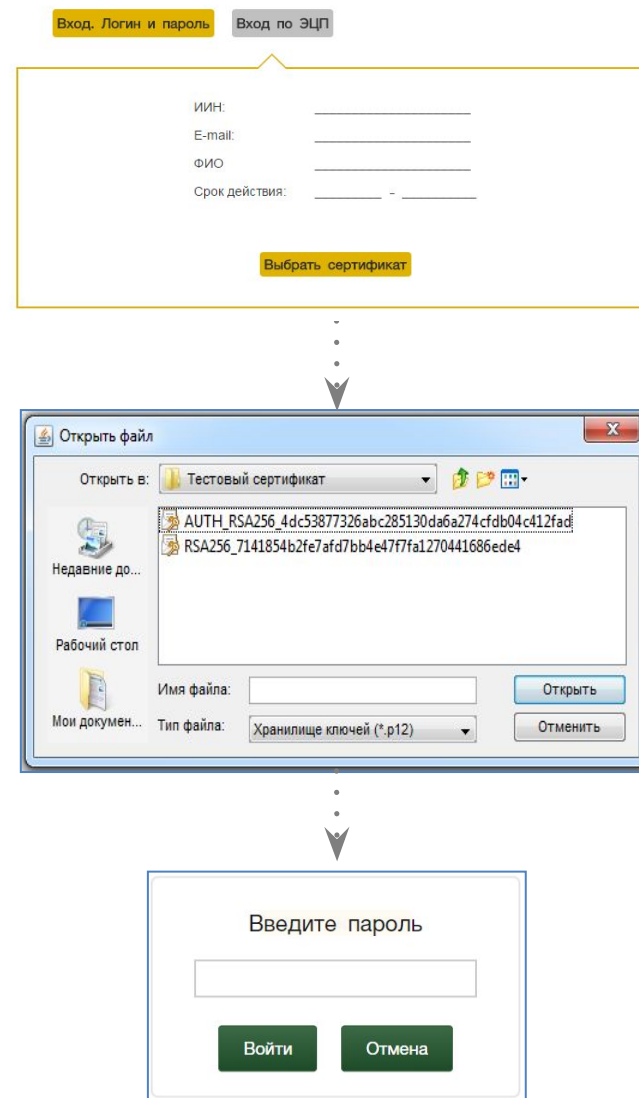 Вход. Логин и пароль Вход по ЭЦП
ИИН:
E-mail:
ФИО
Срок действия: –
Выбрать сертификат
Открыть файл
Открыть в: Тестовый сертификат
AUTH_RSA256_4dc53877326abc285130da6a274cfdb04c412fad
RSA256_7141854b2fe7afd7bb4e47f7fa1270441686ede4
Недавние до...
Рабочий стол
Мои докумен...
Имя файла: Открыть
Тип файла: Хранилище ключей (*.p12) Отменить
Введите пароль
Войти Отмена